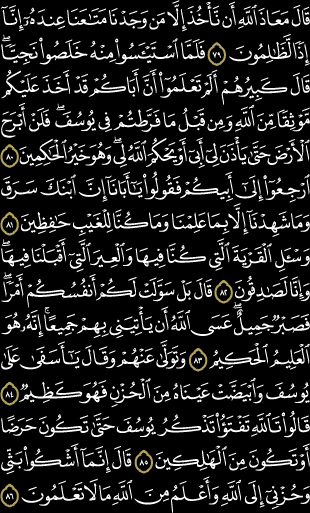 قَالَ مَعَاذَ ٱللَّهِ أَن نَّأْخُذَ إِلَّا مَن وَجَدْنَا مَتَٰعَنَا عِندَهُۥٓ إِنَّآ
إِذًا لَّظَٰلِمُونَ ٧٩ فَلَمَّا ٱسْتَيْـَٔسُوا۟ مِنْهُ خَلَصُوا۟ نَجِيًّا ۖ
قَالَ كَبِيرُهُمْ أَلَمْ تَعْلَمُوٓا۟ أَنَّ أَبَاكُمْ قَدْ أَخَذَ عَلَيْكُم
مَّوْثِقًا مِّنَ ٱللَّهِ وَمِن قَبْلُ مَا فَرَّطتُمْ فِى يُوسُفَ ۖ فَلَنْ أَبْرَحَ
ٱلْأَرْضَ حَتَّىٰ يَأْذَنَ لِىٓ أَبِىٓ أَوْ يَحْكُمَ ٱللَّهُ لِى ۖ وَهُوَ خَيْرُ ٱلْحَٰكِمِينَ ٨٠
ٱرْجِعُوٓا۟ إِلَىٰٓ أَبِيكُمْ فَقُولُوا۟ يَٰٓأَبَانَآ إِنَّ ٱبْنَكَ سَرَقَ
وَمَا شَهِدْنَآ إِلَّا بِمَا عَلِمْنَا وَمَا كُنَّا لِلْغَيْبِ حَٰفِظِينَ ٨١
وَسْـَٔلِ ٱلْقَرْيَةَ ٱلَّتِى كُنَّا فِيهَا وَٱلْعِيرَ ٱلَّتِىٓ أَقْبَلْنَا فِيهَا ۖ
وَإِنَّا لَصَٰدِقُونَ ٨٢ قَالَ بَلْ سَوَّلَتْ لَكُمْ أَنفُسُكُمْ أَمْرًا ۖ
فَصَبْرٌ جَمِيلٌ ۖ عَسَى ٱللَّهُ أَن يَأْتِيَنِى بِهِمْ جَمِيعًا ۚ إِنَّهُۥ هُوَ
ٱلْعَلِيمُ ٱلْحَكِيمُ ٨٣ وَتَوَلَّىٰ عَنْهُمْ وَقَالَ يَٰٓأَسَفَىٰ عَلَىٰ
يُوسُفَ وَٱبْيَضَّتْ عَيْنَاهُ مِنَ ٱلْحُزْنِ فَهُوَ كَظِيمٌ ٨٤
قَالُوا۟ تَٱللَّهِ تَفْتَؤُا۟ تَذْكُرُ يُوسُفَ حَتَّىٰ تَكُونَ حَرَضًا
أَوْ تَكُونَ مِنَ ٱلْهَٰلِكِينَ ٨٥ قَالَ إِنَّمَآ أَشْكُوا۟ بَثِّى
وَحُزْنِىٓ إِلَى ٱللَّهِ وَأَعْلَمُ مِنَ ٱللَّهِ مَا لَا تَعْلَمُونَ ٨٦